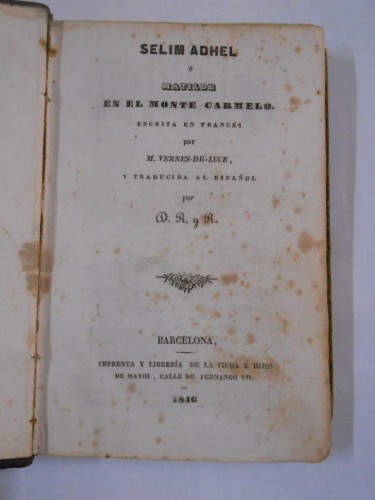 SELIM ADHEL
ó
MATILDE
EN EL MONTE CARMELO.
ESCRITA EN FRANCÉS
por
M. VERNES-DE-LUCE,
Y TRADUCIDA AL ESPAÑOL
por
D. R. y R.
BARCELONA,
IMPRENTA Y LIBRERÍA DE LA VIUDA É HIJOS
DE MAYOL, CALLE DE FERNANDO VII.
1846